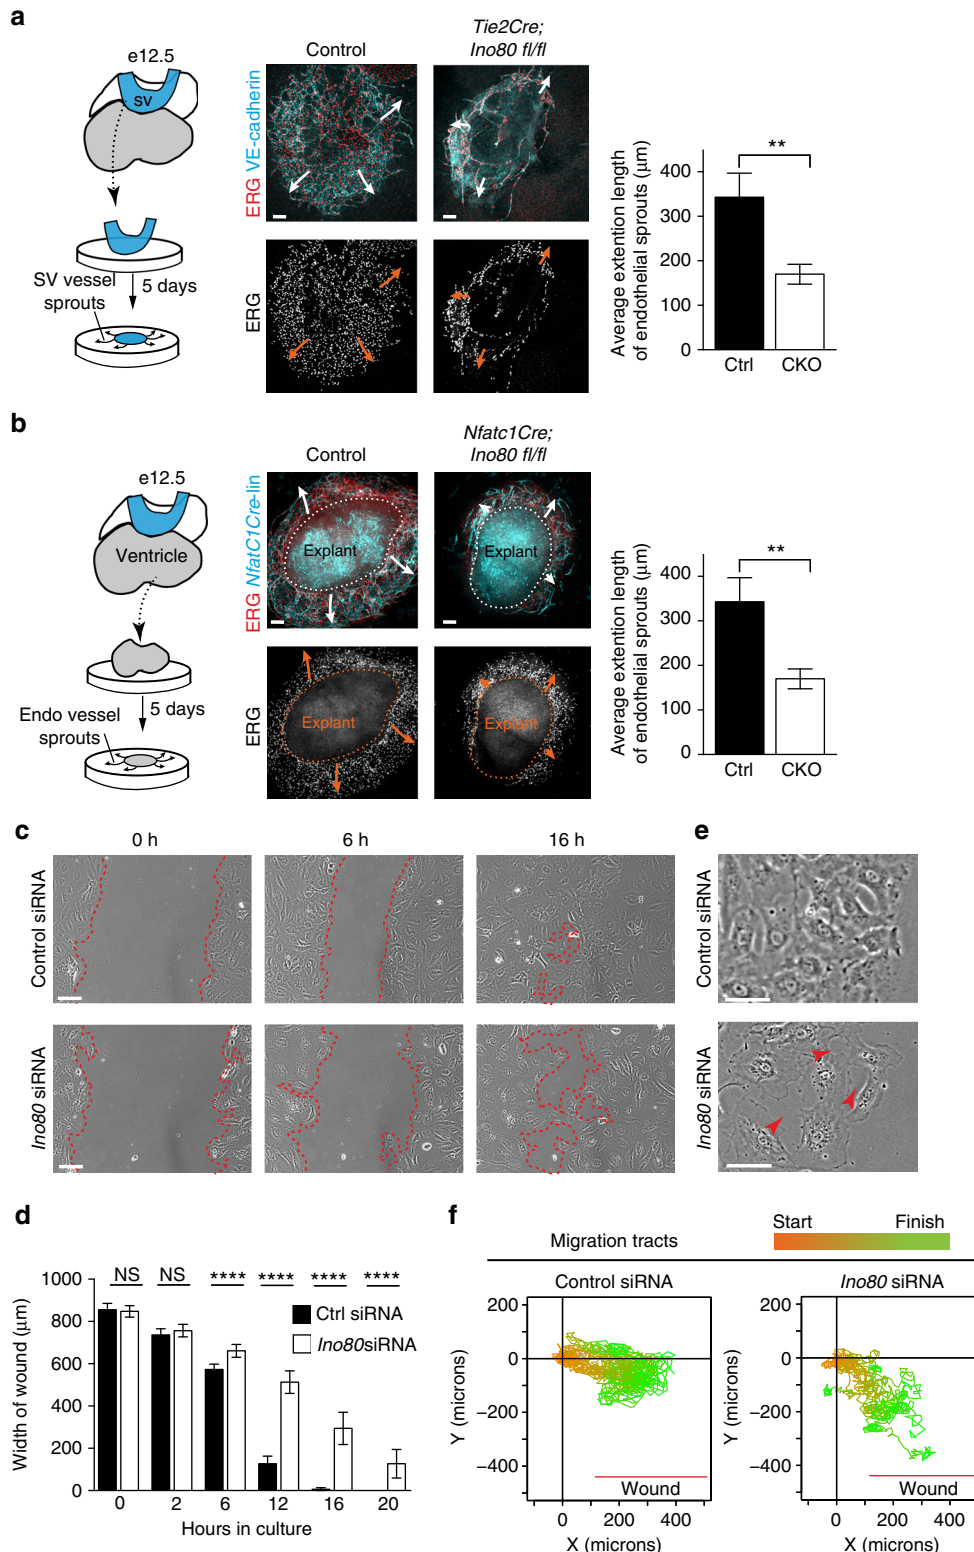 a
e12.5
SV
SV vessel
sprouts
5 days
Control
Tie2Cre;
Ino80 fl/fl
ERG VE-cadherin
ERG
Average extention length
of endothelial sprouts (μm)
**
400
300
200
100
0
Ctrl
CKO
b
e12.5
Ventricle
Endo vessel
sprouts
5 days
Control
Nfatc1Cre;
Ino80 fl/fl
ERG NfatC1Cre-lin
Explant
Explant
ERG
Explant
Explant
Average extention length
of endothelial sprouts (μm)
**
400
300
200
100
0
Ctrl
CKO
c
0 h
6 h
16 h
Control siRNA
Ino80 siRNA
e
Control siRNA
Ino80 siRNA
d
Width of wound (μm)
1000
800
600
400
200
0
NS
NS
****
****
****
****
Ctrl siRNA
Ino80siRNA
0
2
6
12
16
20
Hours in culture
f
Start
Finish
Migration tracts
Control siRNA
Ino80 siRNA
Y (microns)
200
0
−200
−400
Wound
0
200
400
X (microns)
Y (microns)
200
0
−200
−400
Wound
0
200
400
X (microns)